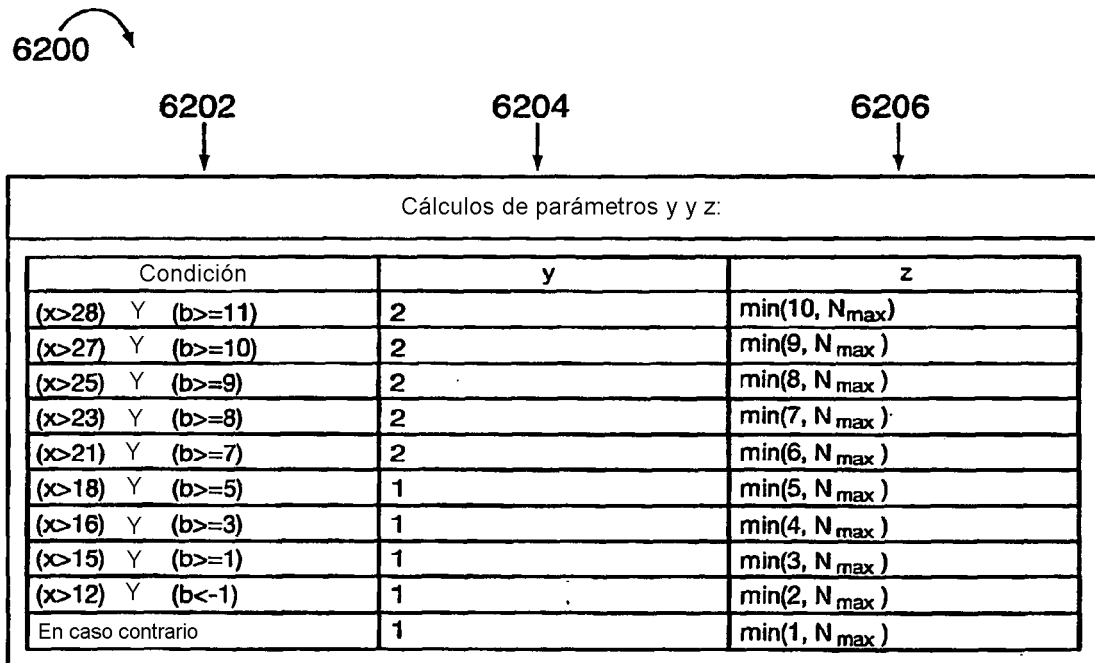 6200
6202 6204 6206
Cálculos de parámetros y y z:
Condición y z
(x>28) Y (b>=11) 2 min(10, Nmax)
(x>27) Y (b>=10) 2 min(9, Nmax)
(x>25) Y (b>=9) 2 min(8, Nmax)
(x>23) Y (b>=8) 2 min(7, Nmax)
(x>21) Y (b>=7) 2 min(6, Nmax)
(x>18) Y (b>=5) 1 min(5, Nmax)
(x>16) Y (b>=3) 1 min(4, Nmax)
(x>15) Y (b>=1) 1 min(3, Nmax)
(x>12) Y (b<-1) 1 min(2, Nmax)
En caso contrario 1 min(1, Nmax)